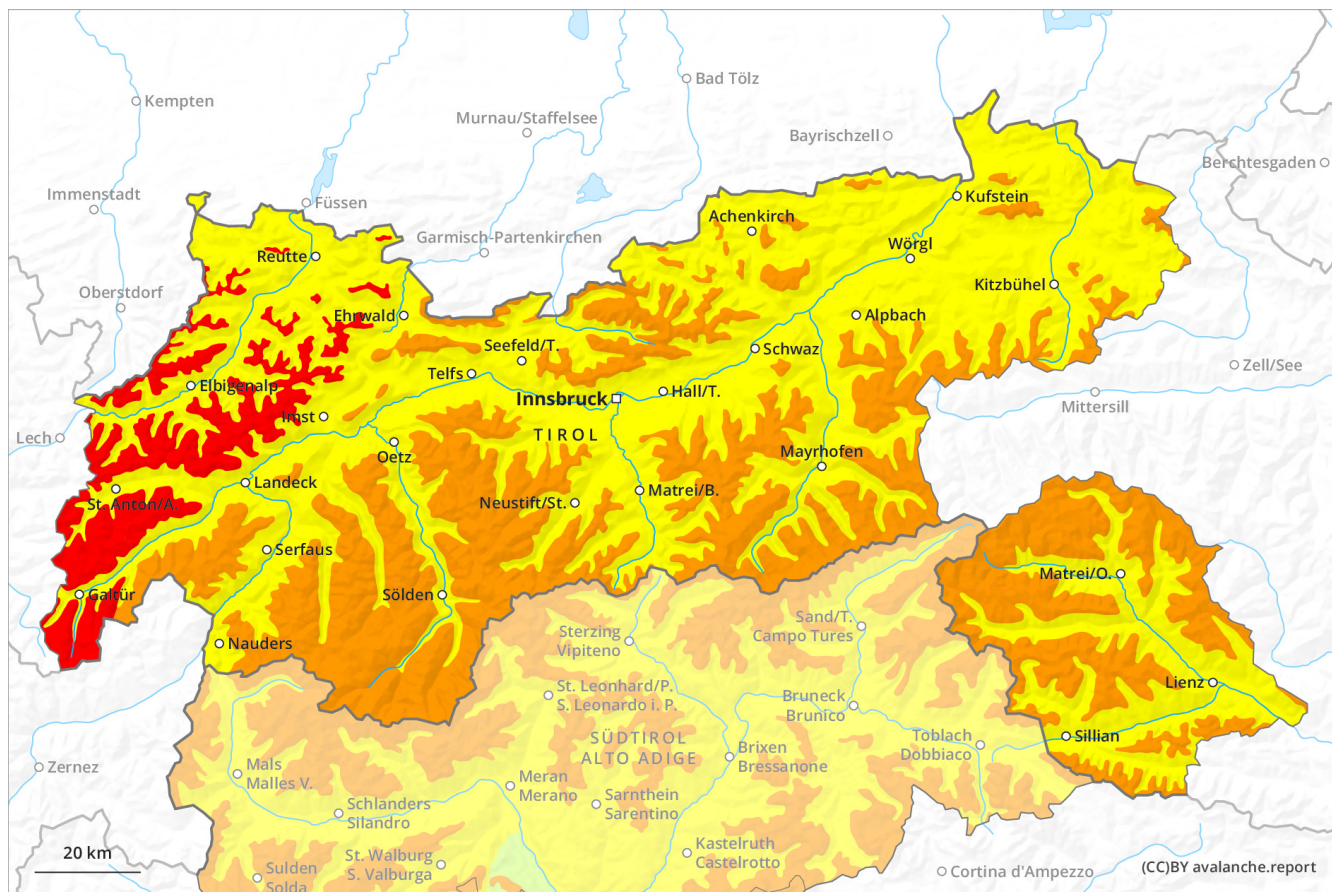 Bad Tölz
Kempten
Murnau/Staffelsee
Bayrischzell
Berchtesgaden
Immenstadt
Füssen
Kufstein
Achenkirch
Garmisch-Partenkirchen
Wörgl
Reutte
Kitzbühel
Oberstdorf
Ehrwald
Alpbach
Seefeld/T.
Schwaz
Zell/See
Telfs
Elbigenalp
Hall/T.
Innsbruck
Mittersill
Imst
TIROL
Lech
Mayrhofen
Oetz
Landeck
Matrei/B.
St. Anton/A.
Neustift/St.
Serfaus
Matrei/O.
Galtür
Sölden
Sand/T.
Campo Tures
Sterzing
Vipiteno
Nauders
Lienz
St. Leonhard/P.
S. Leonardo i. P.
Bruneck
Brunico
SÜDTIROL
ALTO ADIGE
Toblach
Dobbiaco
Sillian
Brixen
Bressanone
Zernez
Mals
Malles V.
Meran
Merano
Sarnthein
Sarentino
Schlanders
Silandro
Kastelruth
Castelrotto
20 km
St. Walburg
S. Valburga
Sulden
Solda
Cortina d'Ampezzo
(CC)BY avalanche.report